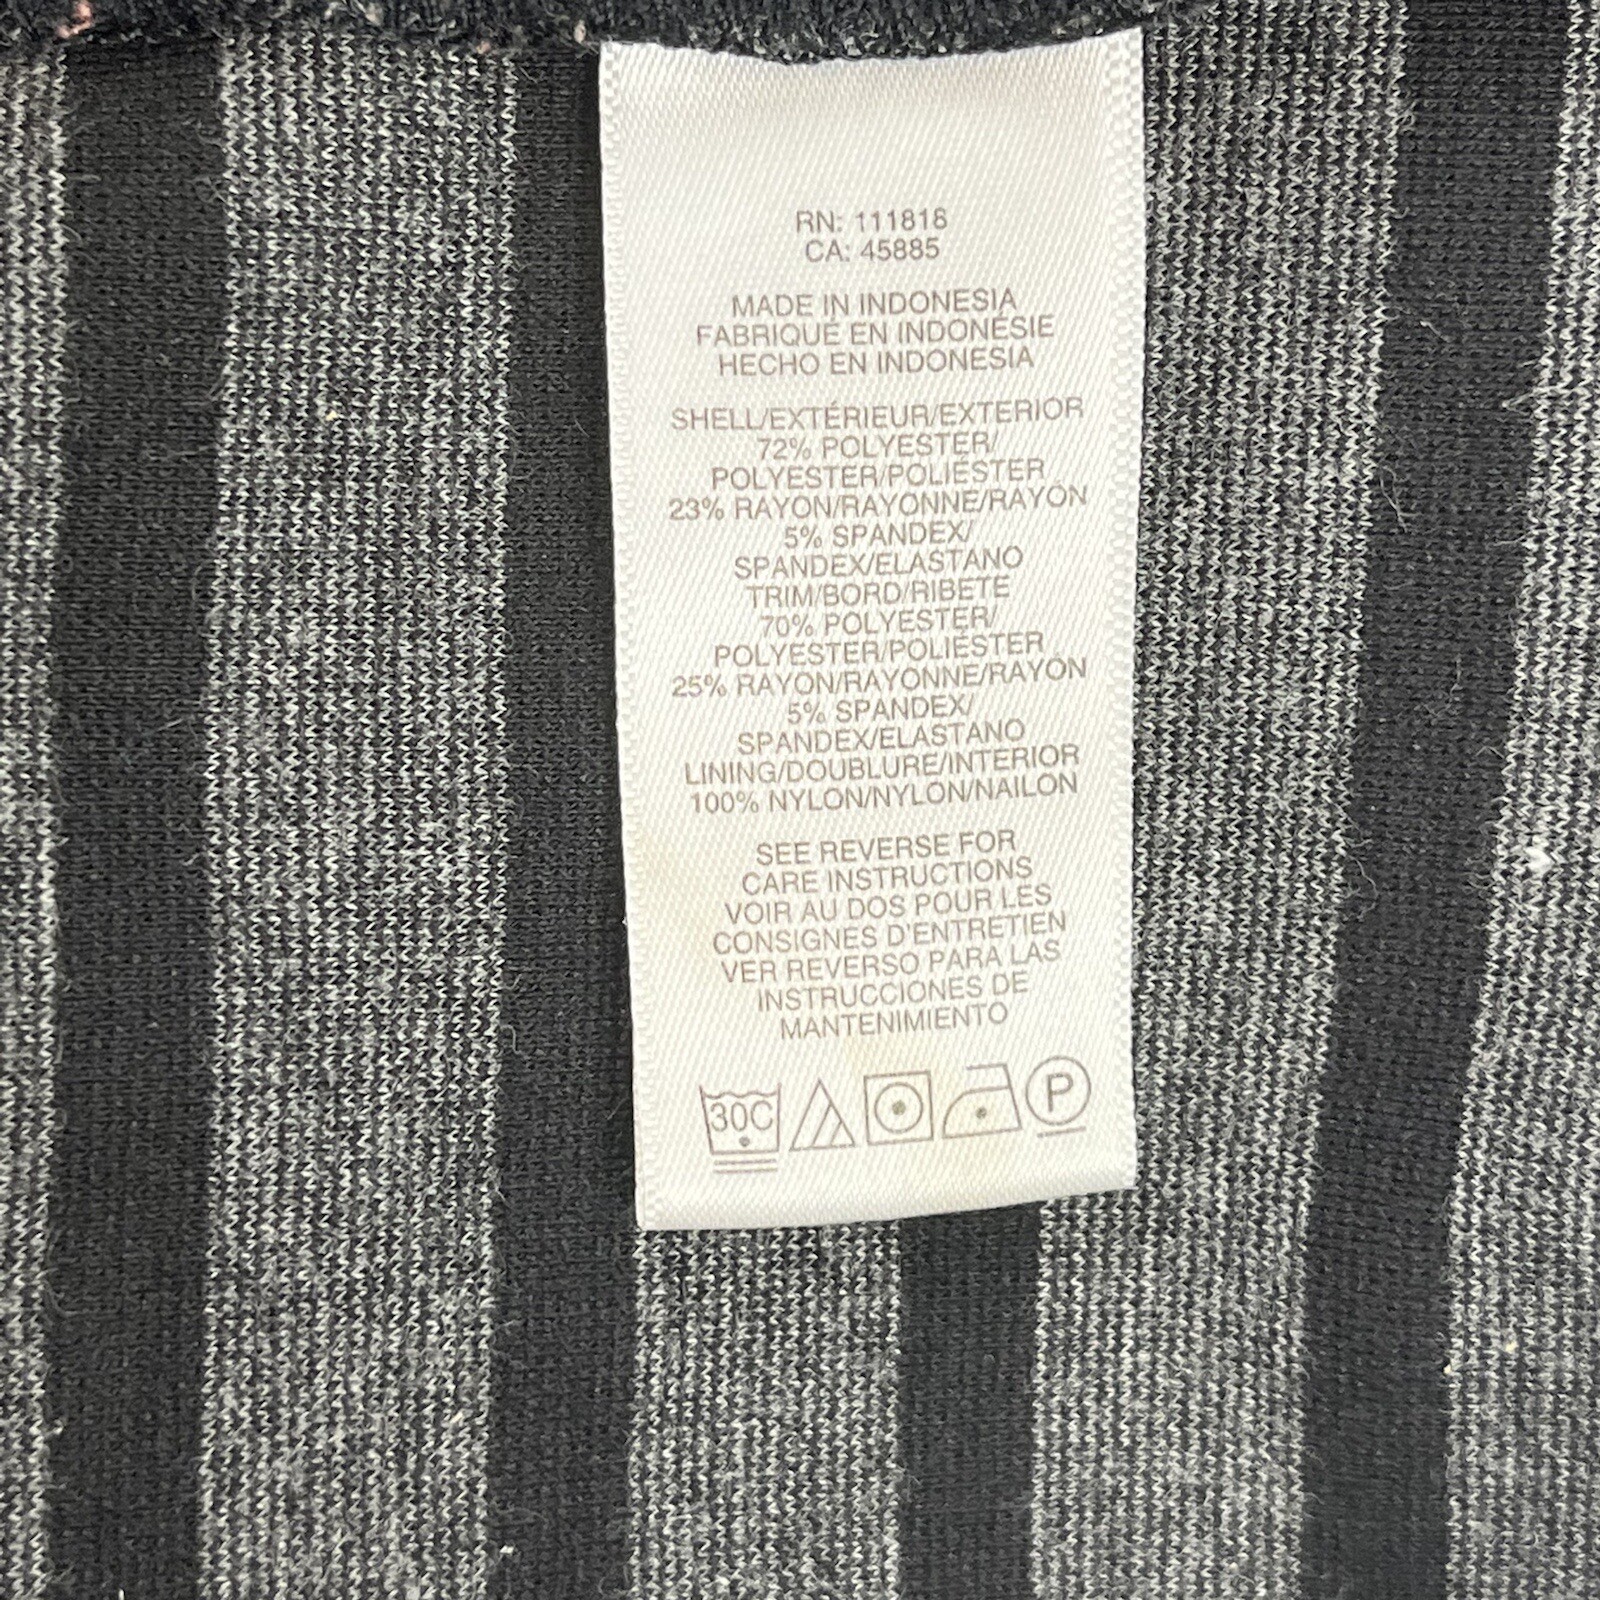 RN: 111818
CA: 45885
MADE IN INDONESIA
FABRIQUÉ EN INDONÉSIE
HECHO EN INDONESIA
SHELL/EXTÉRIEUR/EXTERIOR
72% POLYESTER/
POLYESTER/POLIÉSTER
23% RAYON/RAYONNE/RAYÓN
5% SPANDEX/
SPANDEX/ELASTANO
TRIM/BORD/RIBETE
70% POLYESTER/
POLYESTER/POLIÉSTER
25% RAYON/RAYONNE/RAYÓN
5% SPANDEX/
SPANDEX/ELASTANO
LINING/DOUBLURE/INTERIOR
100% NYLON/NYLON/NAILON
SEE REVERSE FOR
CARE INSTRUCTIONS
VOIR AU DOS POUR LES
CONSIGNES D'ENTRETIEN
VER REVERSO PARA LAS
INSTRUCCIONES DE
MANTENIMIENTO
30C P